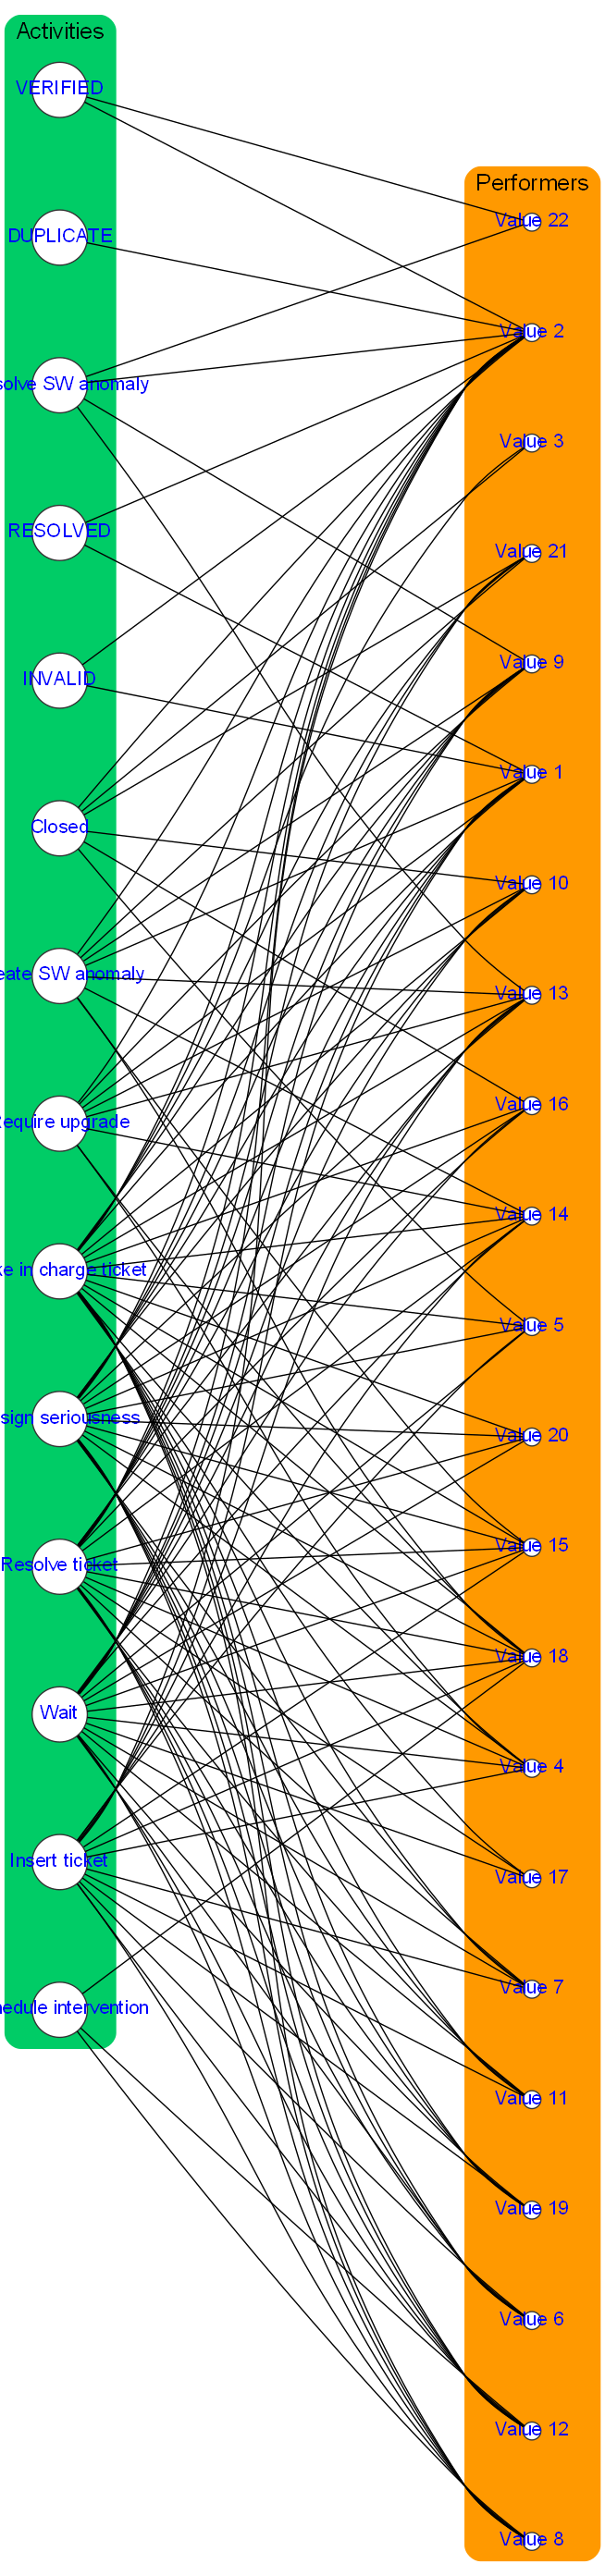 Activities
VERIFIED
DUPLICATE
solve SW anomaly
RESOLVED
INVALID
Closed
eate SW anomaly
Require upgrade
ke in charge ticket
sign seriousness
Resolve ticket
Wait
Insert ticket
hedule intervention
Performers
Value 22
Value 2
Value 3
Value 21
Value 9
Value 1
Value 10
Value 13
Value 16
Value 14
Value 5
Value 20
Value 15
Value 18
Value 4
Value 17
Value 7
Value 11
Value 19
Value 6
Value 12
Value 8